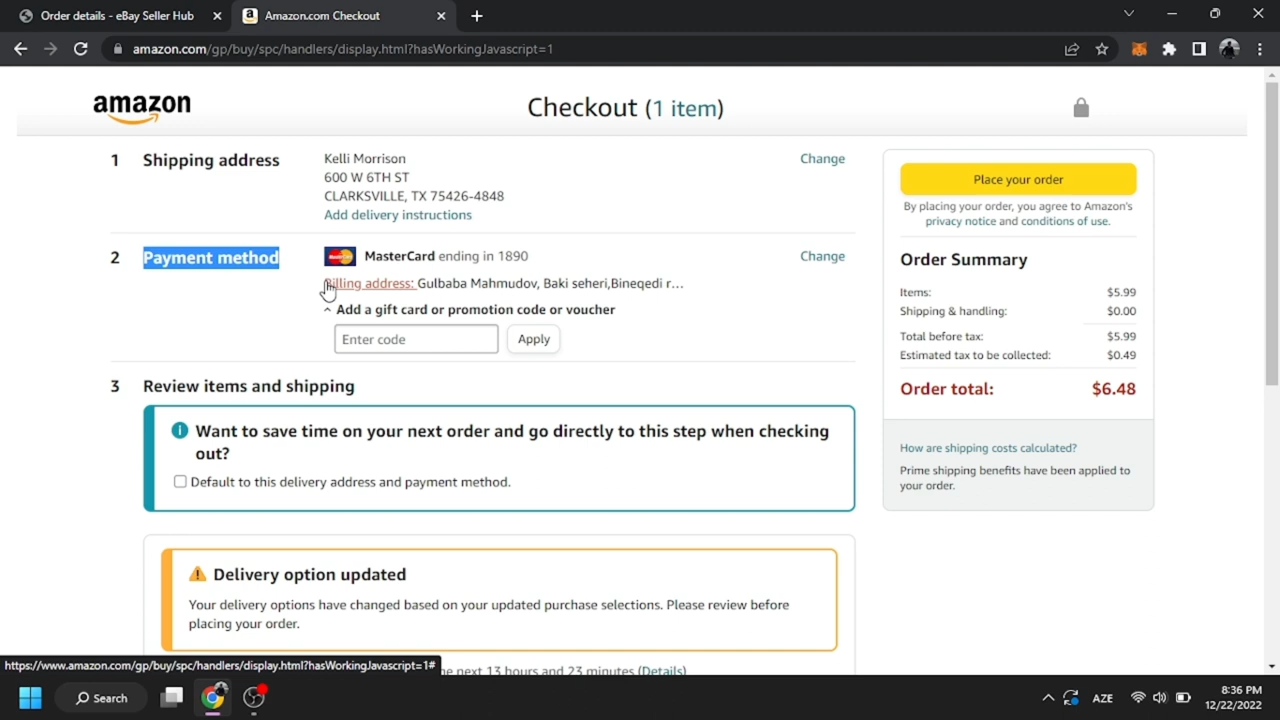 Order details - eBay Seller Hub
Amazon.com Checkout
amazon.com/gp/buy/spc/handlers/display.html?hasWorkingJavascript=1
amazon
Checkout (1 item)
1 Shipping address
Kelli Morrison
600 W 6TH ST
CLARKSVILLE, TX 75426-4848
Add delivery instructions
Change
2 Payment method
MasterCard ending in 1890
Change
Billing address: Gulbaba Mahmudov, Baki seheri,Bineqedi r...
Add a gift card or promotion code or voucher
Enter code
Apply
3 Review items and shipping
Want to save time on your next order and go directly to this step when checking
out?
Default to this delivery address and payment method.
Delivery option updated
Your delivery options have changed based on your updated purchase selections. Please review before
placing your order.
e next 13 hours and 23 minutes (Details)
Place your order
By placing your order, you agree to Amazon's
privacy notice and conditions of use.
Order Summary
Items: $5.99
Shipping & handling: $0.00
Total before tax: $5.99
Estimated tax to be collected: $0.49
Order total: $6.48
How are shipping costs calculated?
Prime shipping benefits have been applied to
your order.
https://www.amazon.com/gp/buy/spc/handlers/display.html?hasWorkingJavascript=1#
Search
AZE
8:36 PM
12/22/2022